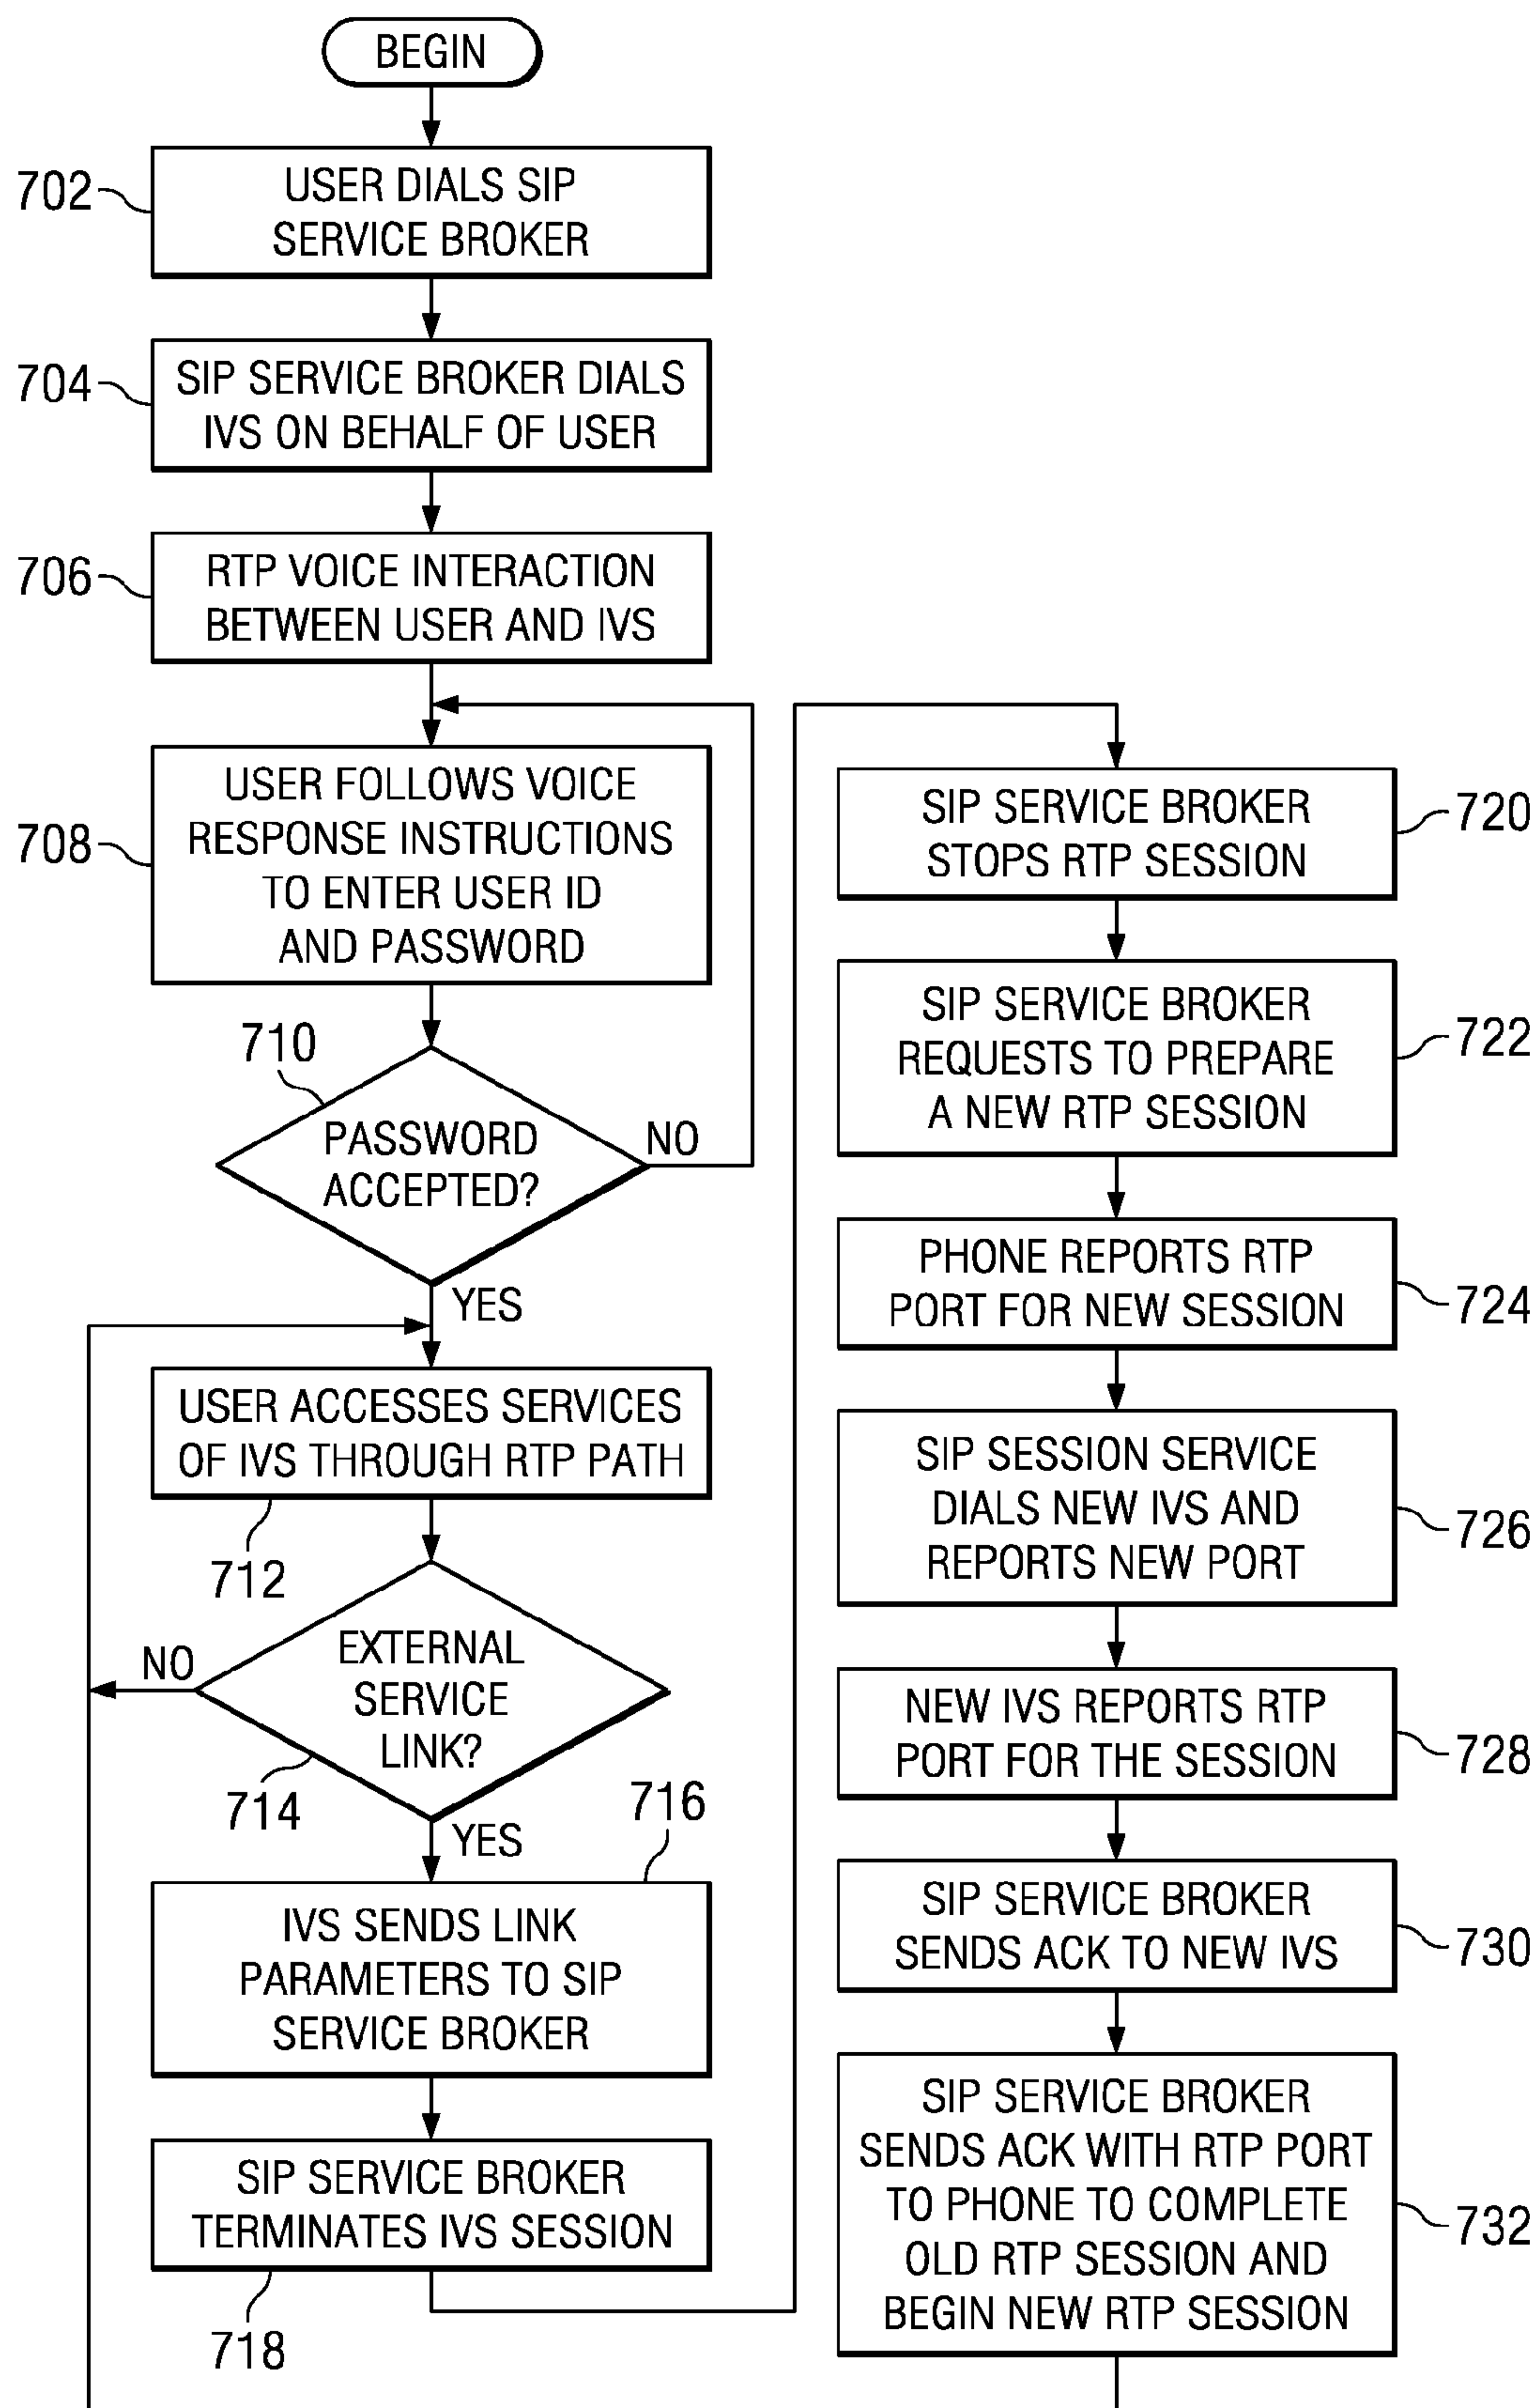 BEGIN
702
USER DIALS SIP
SERVICE BROKER
704
SIP SERVICE BROKER DIALS
IVS ON BEHALF OF USER
706
RTP VOICE INTERACTION
BETWEEN USER AND IVS
708
USER FOLLOWS VOICE
RESPONSE INSTRUCTIONS
TO ENTER USER ID
AND PASSWORD
710
PASSWORD
ACCEPTED?
NO
YES
USER ACCESSES SERVICES
OF IVS THROUGH RTP PATH
712
EXTERNAL
SERVICE
LINK?
NO
714
YES
716
IVS SENDS LINK
PARAMETERS TO SIP
SERVICE BROKER
SIP SERVICE BROKER
TERMINATES IVS SESSION
718
SIP SERVICE BROKER
STOPS RTP SESSION
720
SIP SERVICE BROKER
REQUESTS TO PREPARE
A NEW RTP SESSION
722
PHONE REPORTS RTP
PORT FOR NEW SESSION
724
SIP SESSION SERVICE
DIALS NEW IVS AND
REPORTS NEW PORT
726
NEW IVS REPORTS RTP
PORT FOR THE SESSION
728
SIP SERVICE BROKER
SENDS ACK TO NEW IVS
730
SIP SERVICE BROKER
SENDS ACK WITH RTP PORT
TO PHONE TO COMPLETE
OLD RTP SESSION AND
BEGIN NEW RTP SESSION
732